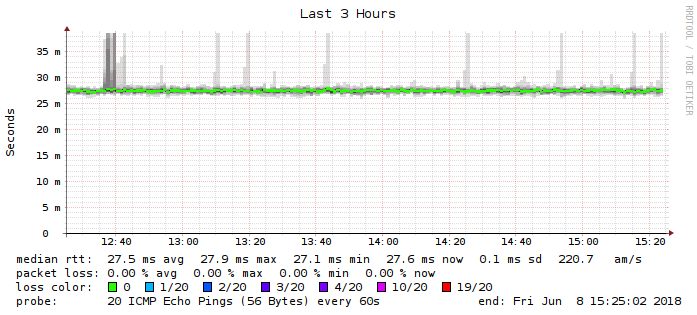 Last 3 Hours
RRDTOOL / TOBI OETIKER
Seconds
35 m
30 m
25 m
20 m
15 m
10 m
5 m
0
12:40 13:00 13:20 13:40 14:00 14:20 14:40 15:00 15:20
median rtt: 27.5 ms avg 27.9 ms max 27.1 ms min 27.6 ms now 0.1 ms sd 220.7 am/s
packet loss: 0.00 % avg 0.00 % max 0.00 % min 0.00 % now
loss color: 0 1/20 2/20 3/20 4/20 10/20 19/20
probe: 20 ICMP Echo Pings (56 Bytes) every 60s end: Fri Jun 8 15:25:02 2018